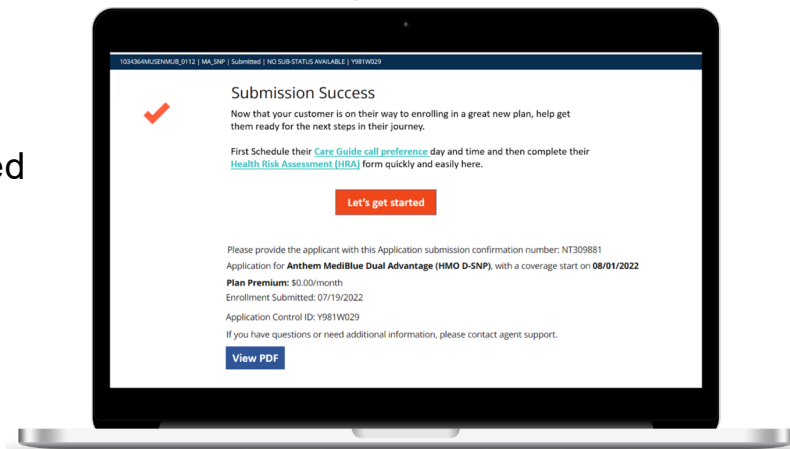 1034364MUSENMUB_0112 | MA_SNP | Submitted | NO SUB-STATUS AVAILABLE | Y981W029
Submission Success
Now that your customer is on their way to enrolling in a great new plan, help get
them ready for the next steps in their journey.
ed
First Schedule their Care Guide call preference day and time and then complete their
Health Risk Assessment (HRA) form quickly and easily here.
Let's get started
Please provide the applicant with this Application submission confirmation number: NT309881
Application for Anthem MediBlue Dual Advantage (HMO D-SNP), with a coverage start on 08/01/2022
Plan Premium: $0.00/month
Enrollment Submitted: 07/19/2022
Application Control ID: Y981W029
If you have questions or need additional information, please contact agent support.
View PDF